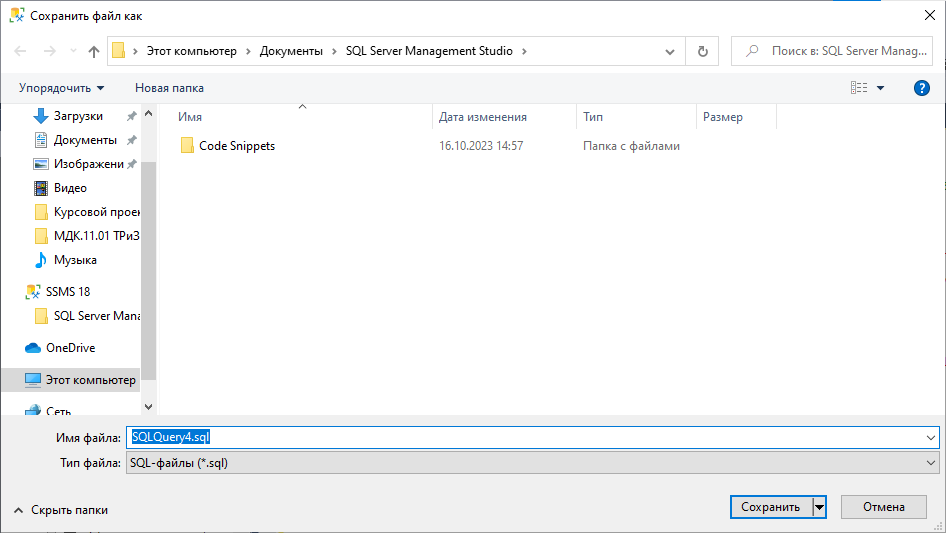 Сохранить файл как
Этот компьютер > Документы > SQL Server Management Studio >
Поиск в: SQL Server Manag...
Упорядочить
Новая папка
Имя
Дата изменения
Тип
Размер
Code Snippets
16.10.2023 14:57
Папка с файлами
Загрузки
Документы
Изображени
Видео
Курсовой проек
МДК.11.01 ТРиЗ
Музыка
SSMS 18
SQL Server Mana
OneDrive
Этот компьютер
Сеть
Имя файла: SQLQuery4.sql
Тип файла: SQL-файлы (*.sql)
Скрыть папки
Сохранить
Отмена